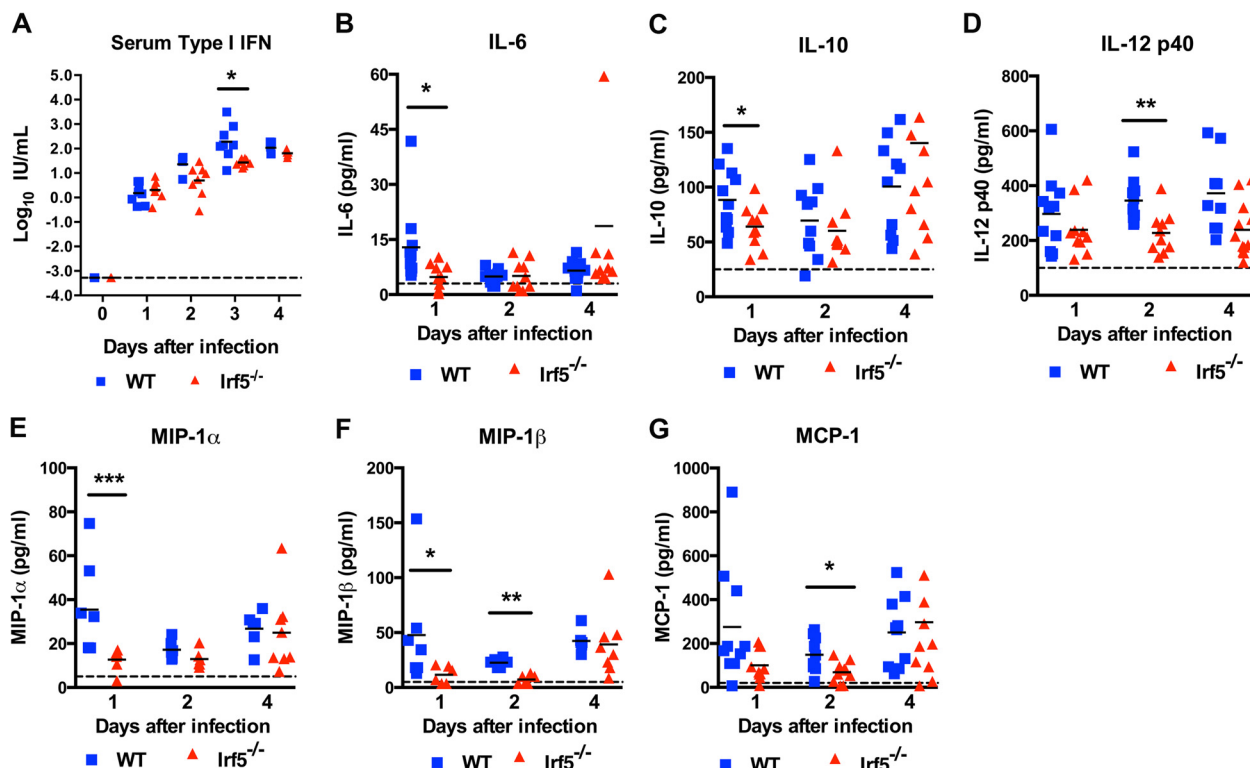 A
Serum Type I IFN
Log10 IU/mL
5.0
4.0
3.0
2.0
1.0
0.0
-1.0
-2.0
-3.0
-4.0
*
0 1 2 3 4
Days after infection
WT Irf5-/-
B
IL-6
IL-6 (pg/ml)
60
45
30
15
0
*
1 2 4
Days after infection
WT Irf5-/-
C
IL-10
IL-10 (pg/ml)
200
150
100
50
0
*
1 2 4
Days after infection
WT Irf5-/-
D
IL-12 p40
IL-12 p40 (pg/ml)
800
600
400
200
0
**
1 2 4
Days after infection
WT Irf5-/-
E
MIP-1α
MIP-1α (pg/ml)
100
80
60
40
20
0
***
1 2 4
Days after infection
WT Irf5-/-
F
MIP-1β
MIP-1β (pg/ml)
200
150
100
50
0
*
**
1 2 4
Days after infection
WT Irf5-/-
G
MCP-1
MCP-1 (pg/ml)
1000
800
600
400
200
0
*
1 2 4
Days after infection
WT Irf5-/-